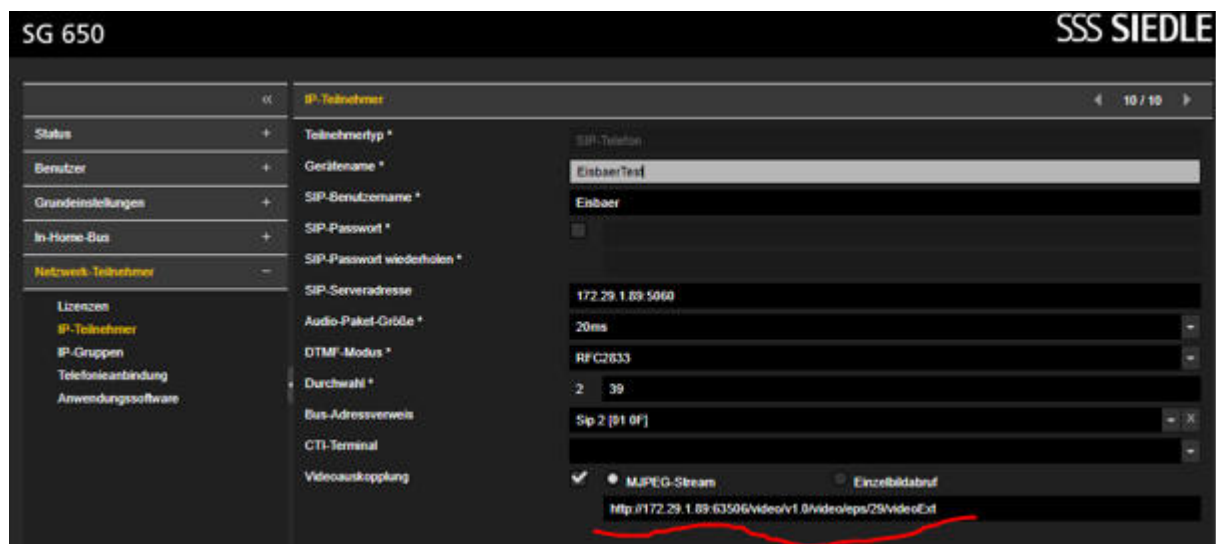 SG 650
SSS SIEDLE
«
IP-Teilnehmer
10 / 10
Status +
Benutzer +
Grundeinstellungen +
In-Home-Bus +
Netzwerk-Teilnehmer −
Lizenzen
IP-Teilnehmer
IP-Gruppen
Telefonieanbindung
Anwendungssoftware
Teilnehmertyp * SIP-Telefon
Gerätename * EisbaerTest
SIP-Benutzername * Eisbaer
SIP-Passwort *
SIP-Passwort wiederholen *
SIP-Serveradresse 172.29.1.89:5060
Audio-Paket-Größe * 20ms
DTMF-Modus * RFC2833
Durchwahl * 2 39
Bus-Adressverweis Sip 2 [01 0F] X
CTI-Terminal
Videoauskopplung MJPEG-Stream Einzelbildabruf
http://172.29.1.89:63506/video/v1.0/video/eps/29/videoExt